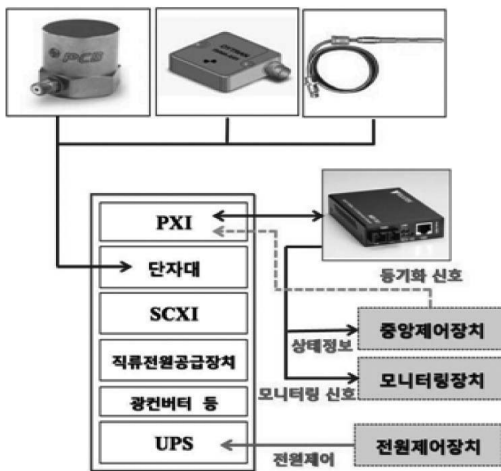 PCB
PXI
단자대
SCXI
직류전원공급장치
광컨버터 등
UPS
동기화 신호
중앙제어장치
상태정보
모니터링장치
모니터링 신호
전원제어장치
전원제어